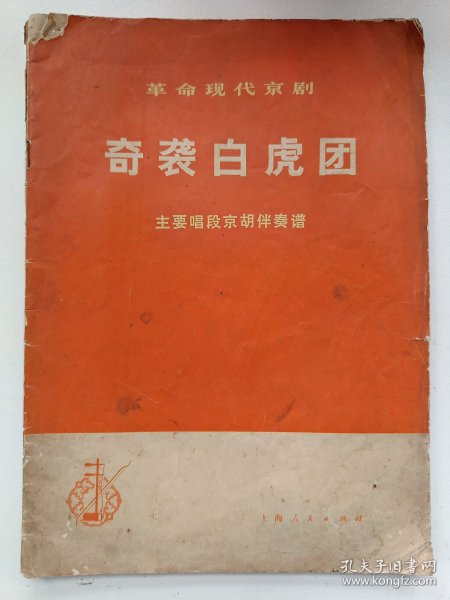 革命现代京剧
奇袭白虎团
主要唱段京胡伴奏谱
上海人民出版社
孔夫子旧书网
www.kongfz.com